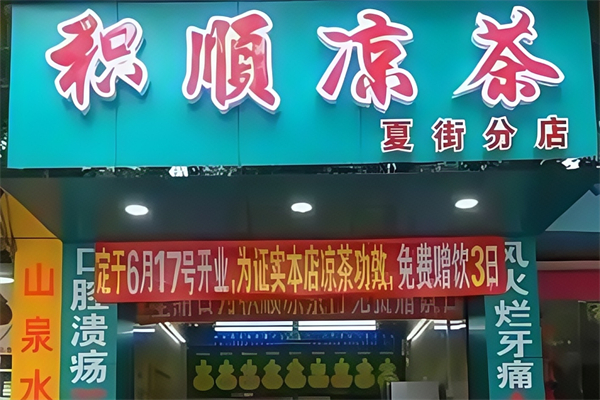 积顺凉茶
夏街分店
定于6月17号开业,为证实本店凉茶功效,免费赠饮3日
山泉水
口腔溃疡
风火烂牙痛